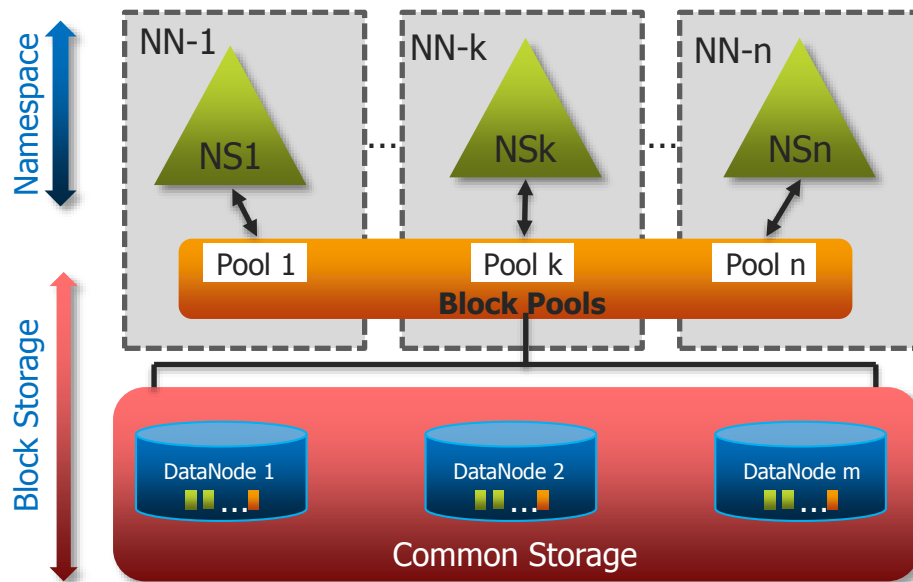 Namespace
NN-1
NN-k
NN-n
...
...
NS1
NSk
NSn
Pool 1
Pool k
Pool n
Block Pools
Block Storage
DataNode 1
...
DataNode 2
...
DataNode m
...
Common Storage